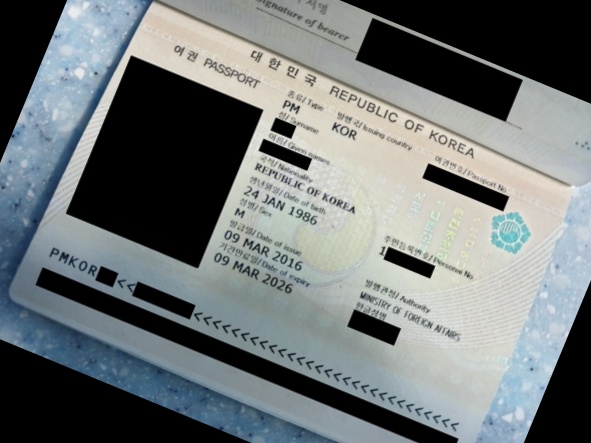 서명
Signature of bearer
대한민국 REPUBLIC OF KOREA
여권 PASSPORT
종류/ Type 발행국/ Issuing country 여권번호/ Passport No.
PM KOR
성/ Surname
이름/ Given names
국적/ Nationality
REPUBLIC OF KOREA
생년월일/ Date of birth
24 JAN 1986
주민등록번호/ Personal No.
1
성별/ Sex
M
발급일/ Date of issue
09 MAR 2016
발행관청/ Authority
MINISTRY OF FOREIGN AFFAIRS
기간만료일/ Date of expiry
09 MAR 2026
한글성명
PMKOR <<